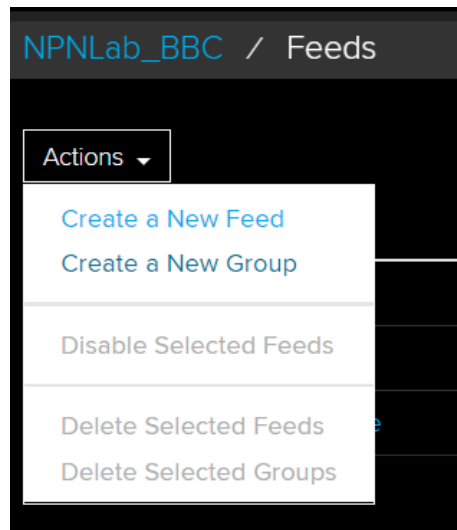 NPNLab_BBC / Feeds
Actions
Create a New Feed
Create a New Group
Disable Selected Feeds
Delete Selected Feeds
Delete Selected Groups